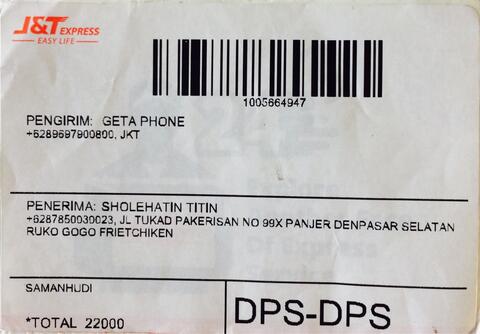 J&T EXPRESS
EASY LIFE
1005664947
PENGIRIM: GETA PHONE
+6289697900800, JKT
PENERIMA: SHOLEHATIN TITIN
+6287850030023, JL TUKAD PAKERISAN NO 99X PANJER DENPASAR SELATAN
RUKO GOGO FRIETCHIKEN
SAMANHUDI
*TOTAL 22000
DPS-DPS